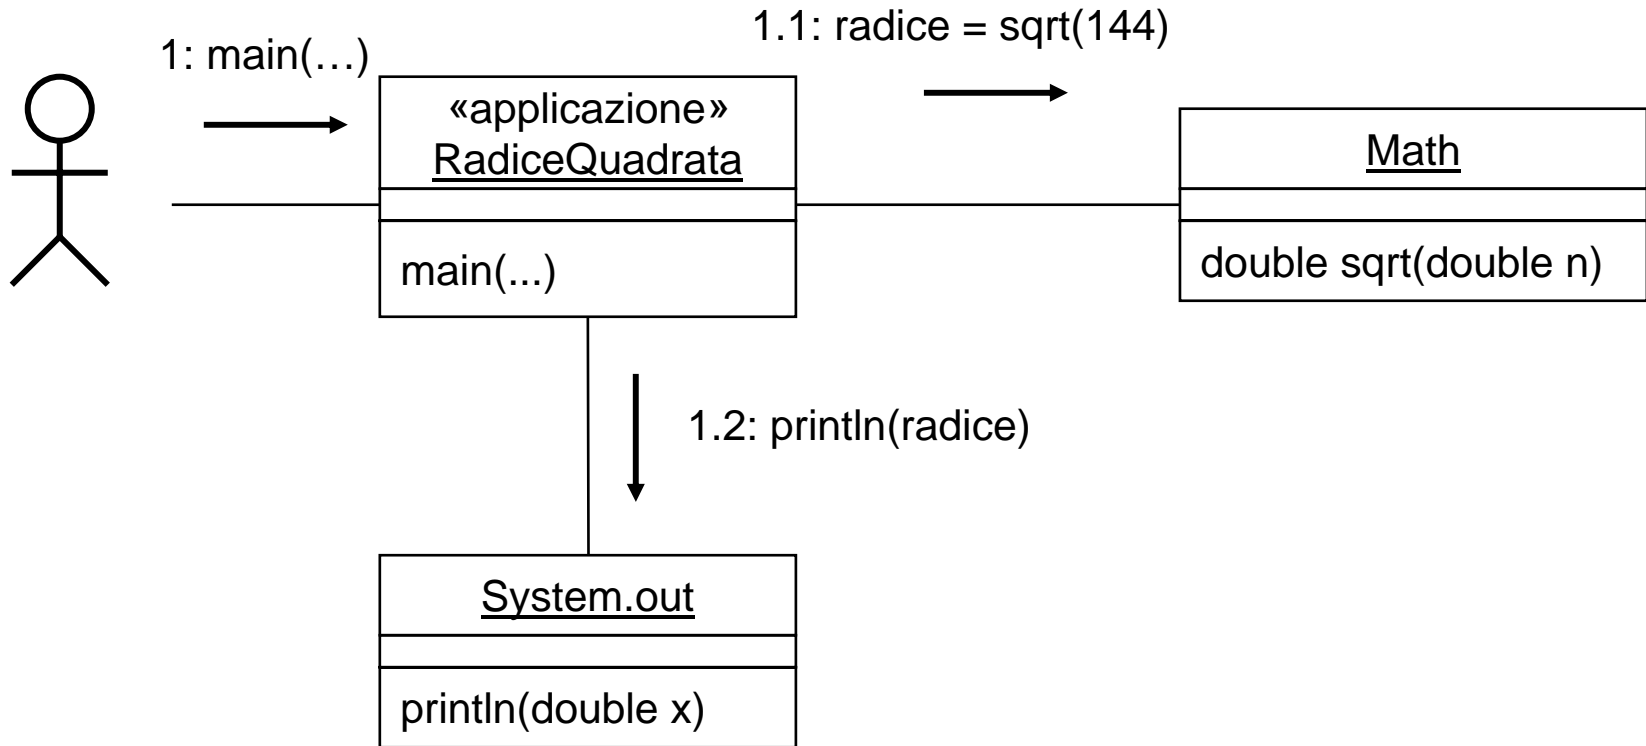 1: main(…)
1.1: radice = sqrt(144)
«applicazione»
RadiceQuadrata
main(...)
Math
double sqrt(double n)
1.2: println(radice)
System.out
println(double x)